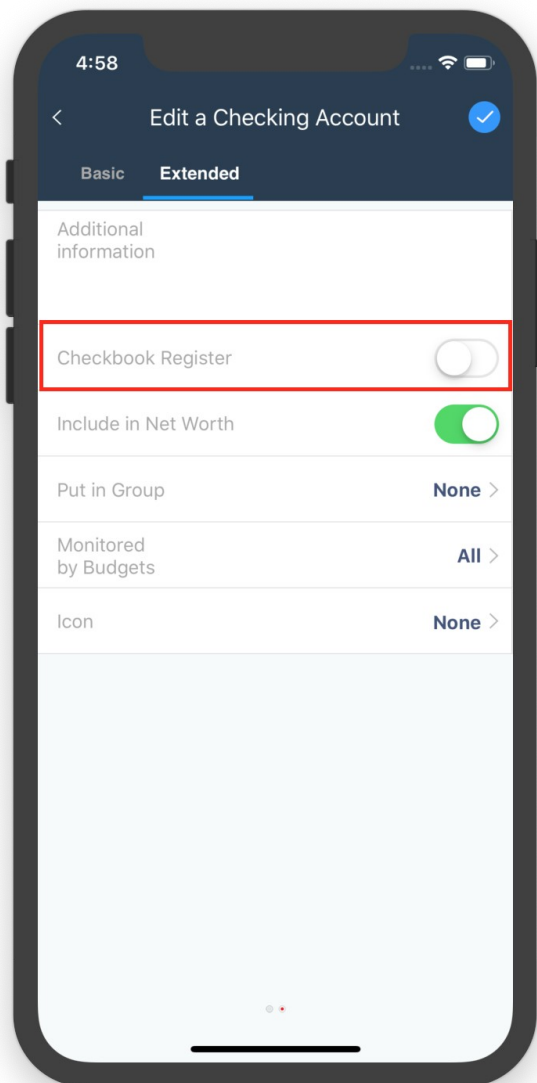 4:58
Edit a Checking Account
Basic Extended
Additional
information
Checkbook Register
Include in Net Worth
Put in Group None
Monitored
by Budgets All
Icon None